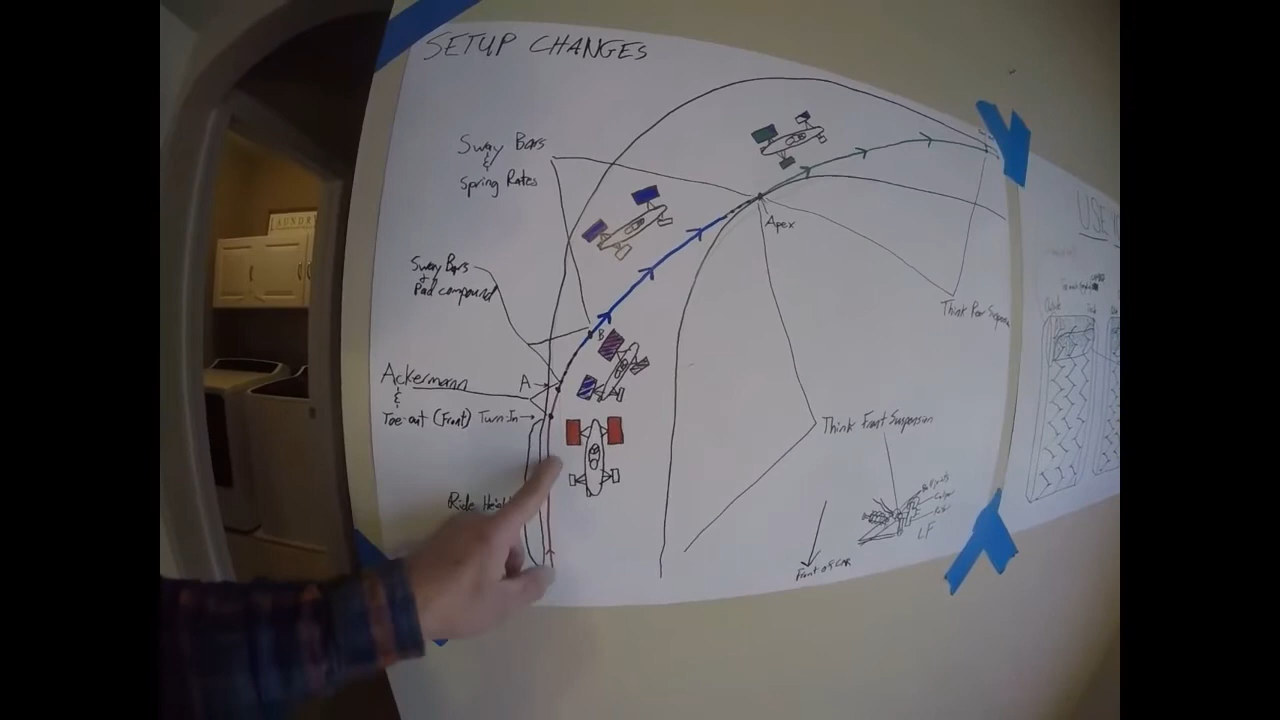 SETUP CHANGES
LAUNDRY
Sway Bars
&
Spring Rates
Apex
Sway Bars
&
Pad compound
B
Think Rear Suspens
A
Ackermann
&
Toe-out (Front)
Turn-In
Think Front Suspension
Ride Heigh
LF
Front of CAR
USE